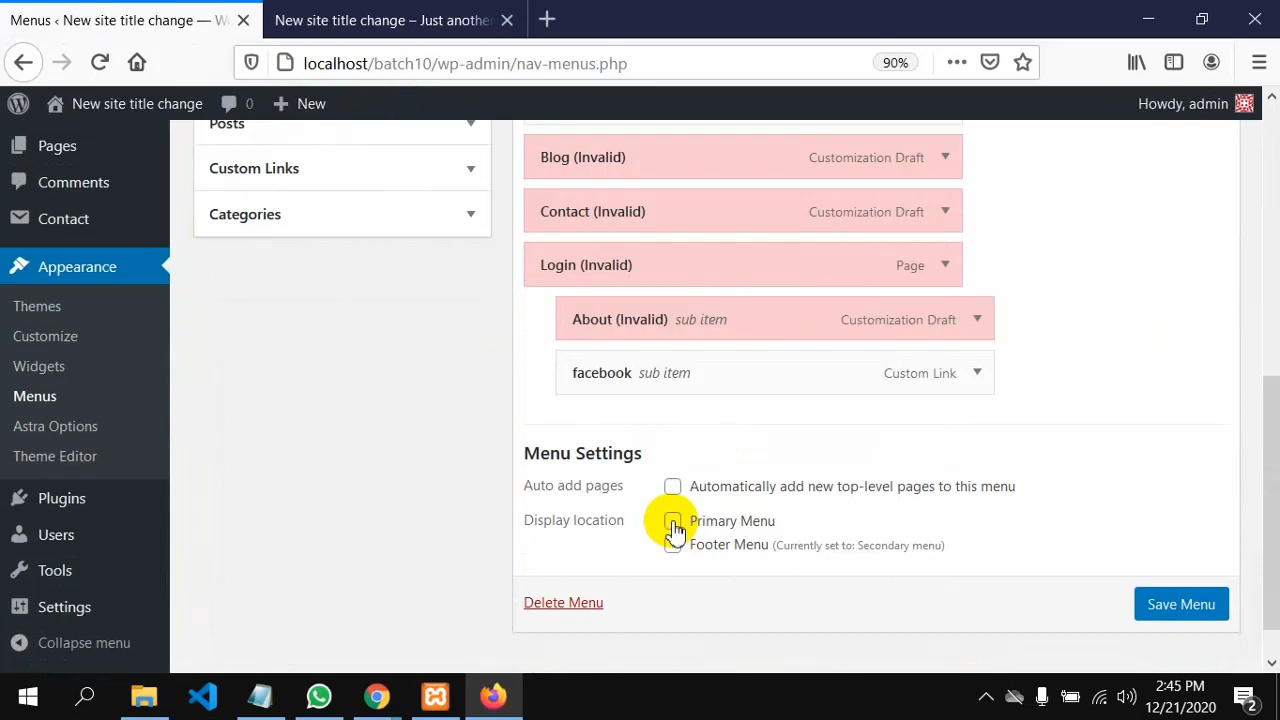 Menus ‹ New site title change — W
New site title change – Just another
localhost/batch10/wp-admin/nav-menus.php
90%
New site title change
0
New
Howdy, admin
Pages
Comments
Contact
Appearance
Themes
Customize
Widgets
Menus
Astra Options
Theme Editor
Plugins
Users
Tools
Settings
Collapse menu
Posts
Custom Links
Categories
Blog (Invalid) Customization Draft
Contact (Invalid) Customization Draft
Login (Invalid) Page
About (Invalid) sub item Customization Draft
facebook sub item Custom Link
Menu Settings
Auto add pages Automatically add new top-level pages to this menu
Display location Primary Menu
Footer Menu (Currently set to: Secondary menu)
Delete Menu
Save Menu
2:45 PM
12/21/2020
2